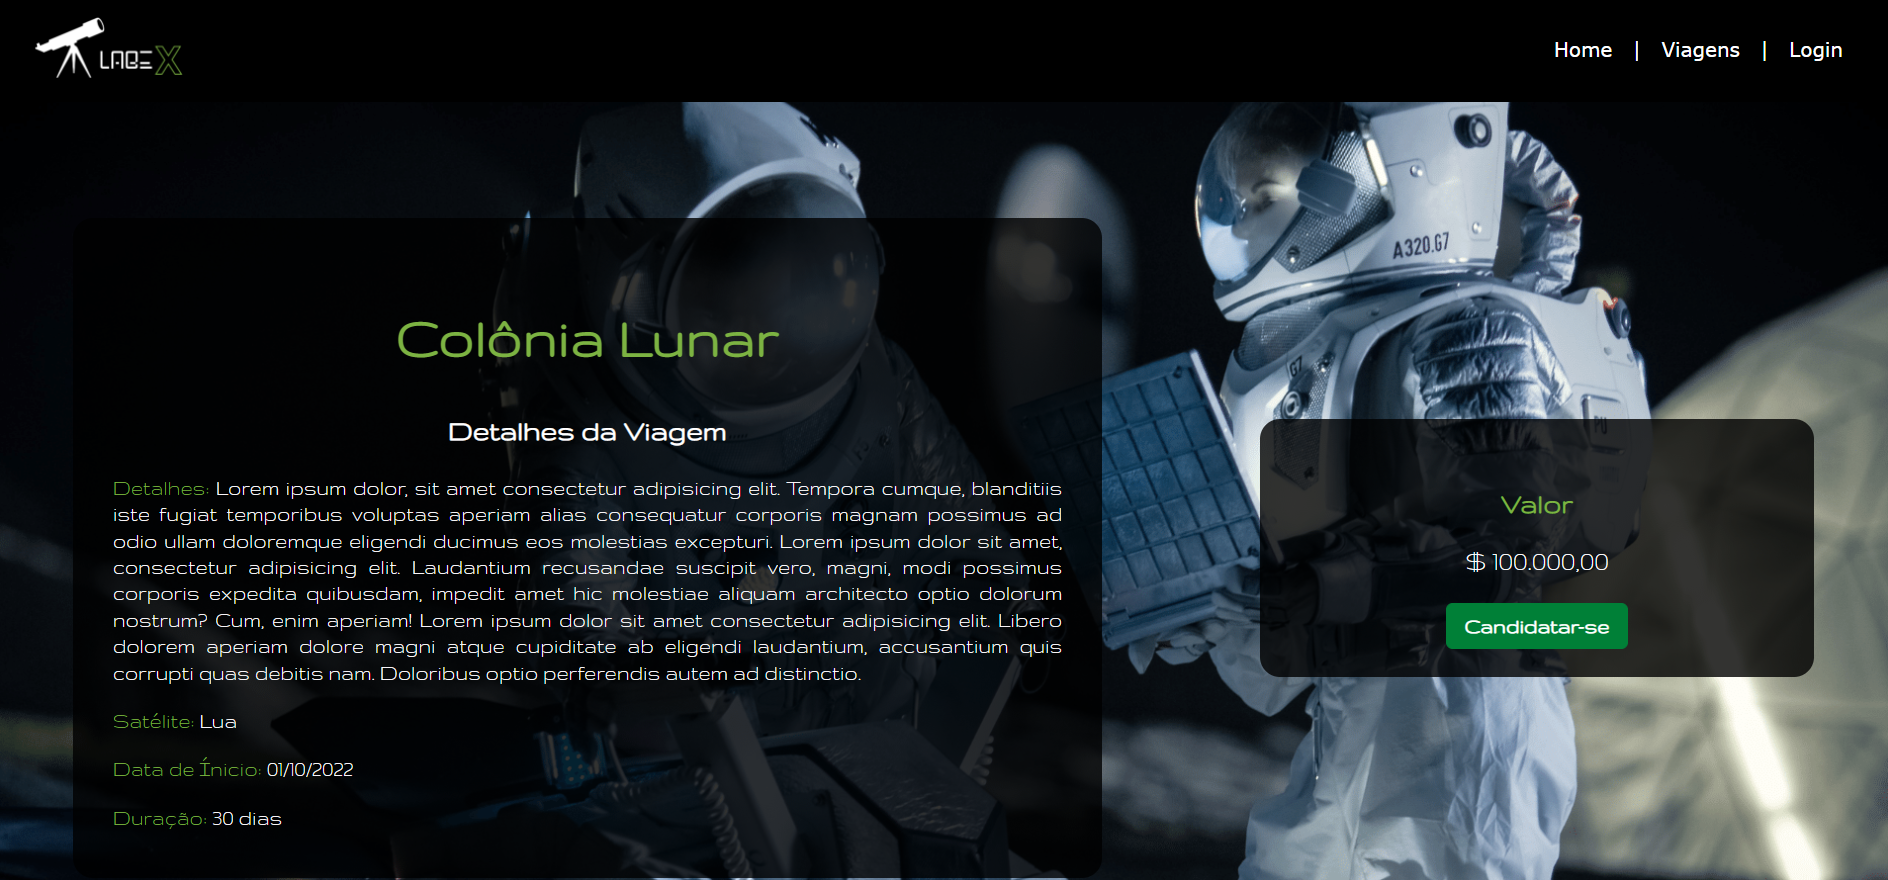 LABEX
Home | Viagens | Login
A320.G7
G7
PU
Colônia Lunar
Detalhes da Viagem
Detalhes: Lorem ipsum dolor, sit amet consectetur adipisicing elit. Tempora cumque, blanditiis
iste fugiat temporibus voluptas aperiam alias consequatur corporis magnam possimus ad
odio ullam doloremque eligendi ducimus eos molestias excepturi. Lorem ipsum dolor sit amet,
consectetur adipisicing elit. Laudantium recusandae suscipit vero, magni, modi possimus
corporis expedita quibusdam, impedit amet hic molestiae aliquam architecto optio dolorum
nostrum? Cum, enim aperiam! Lorem ipsum dolor sit amet consectetur adipisicing elit. Libero
dolorem aperiam dolore magni atque cupiditate ab eligendi laudantium, accusantium quis
corrupti quas debitis nam. Doloribus optio perferendis autem ad distinctio.
Satélite: Lua
Data de Ínicio: 01/10/2022
Duração: 30 dias
Valor
$ 100.000,00
Candidatar-se